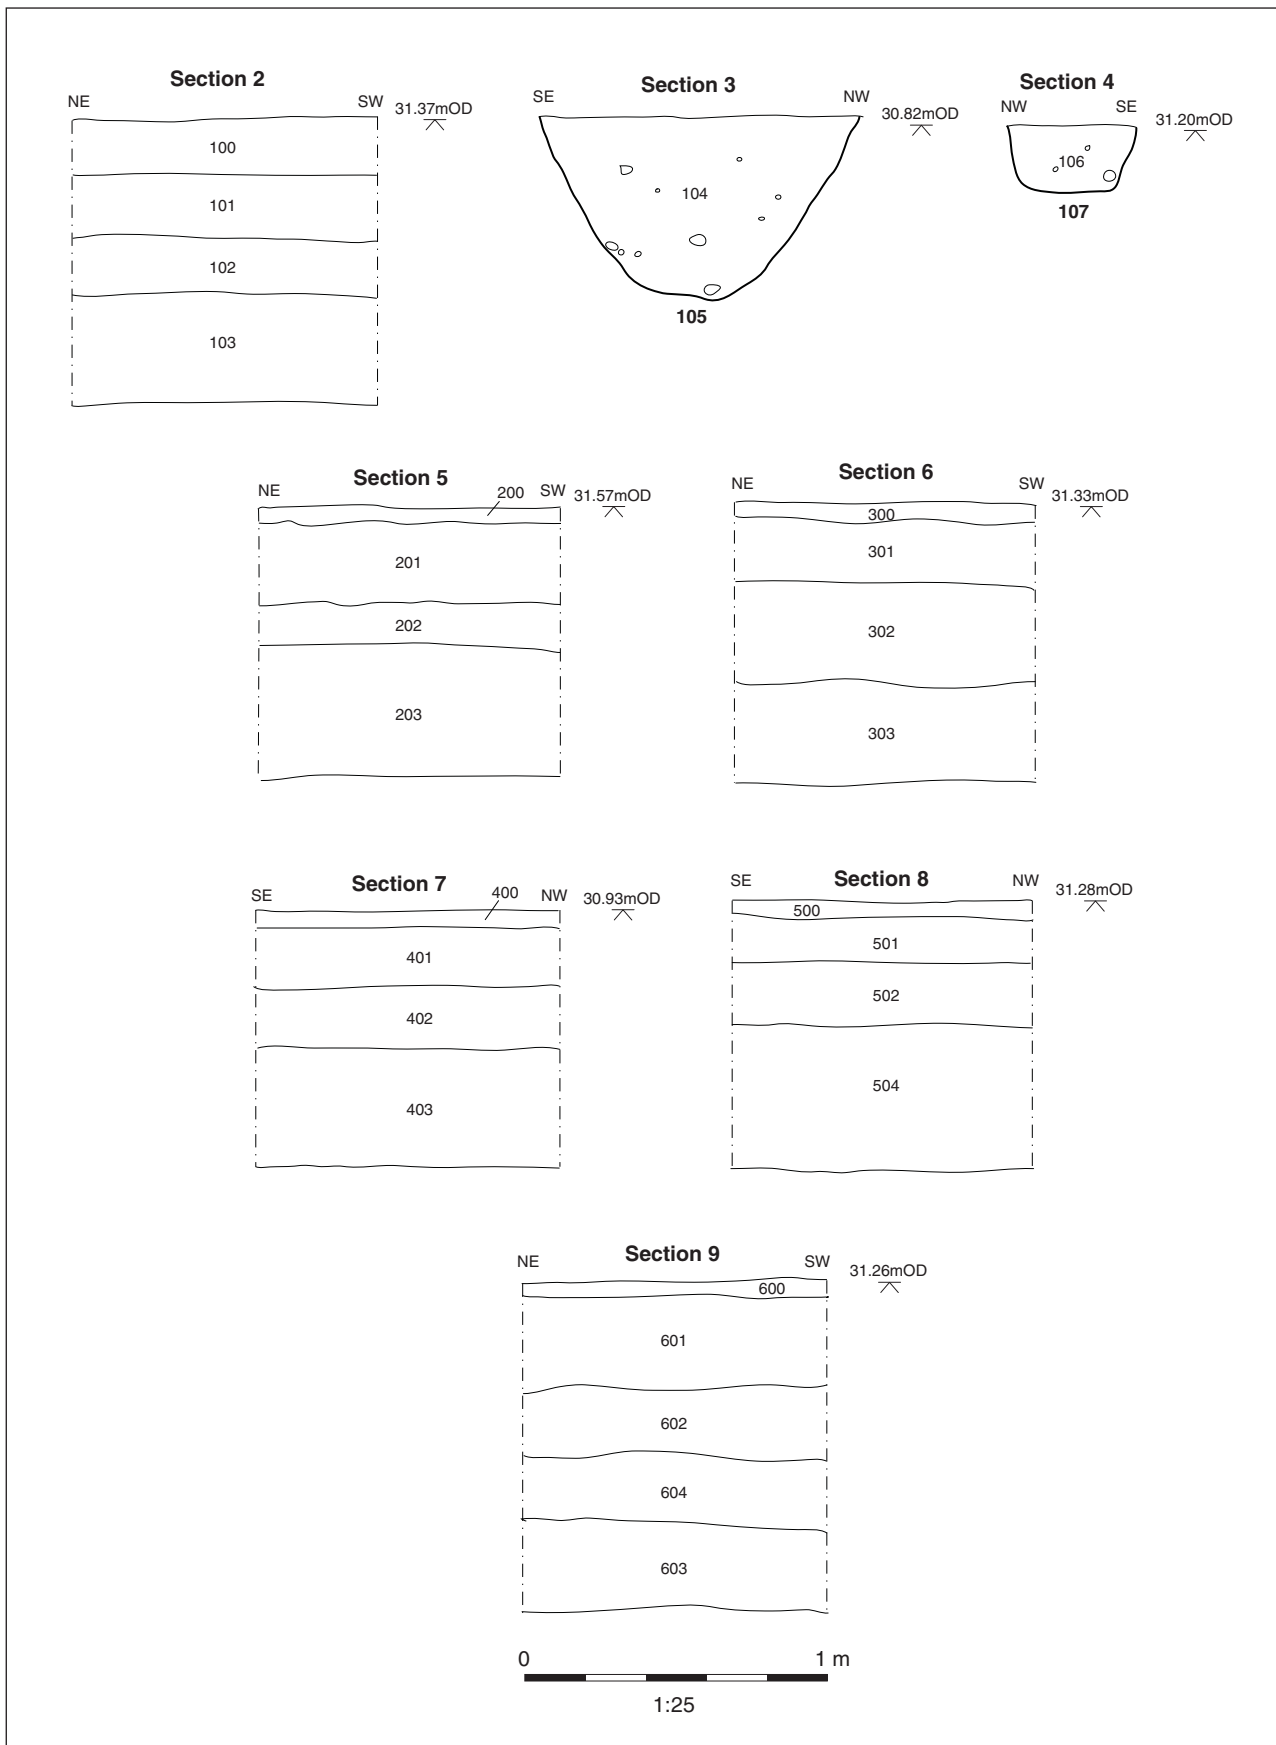 Section 2
NE SW 31.37mOD
100
101
102
103
Section 3
SE NW 30.82mOD
104
105
Section 4
NW SE 31.20mOD
106
107
Section 5
NE 200 SW 31.57mOD
201
202
203
Section 6
NE SW 31.33mOD
300
301
302
303
Section 7
SE 400 NW 30.93mOD
401
402
403
Section 8
SE NW 31.28mOD
500
501
502
504
Section 9
NE SW 31.26mOD
600
601
602
604
603
0 1 m
1:25